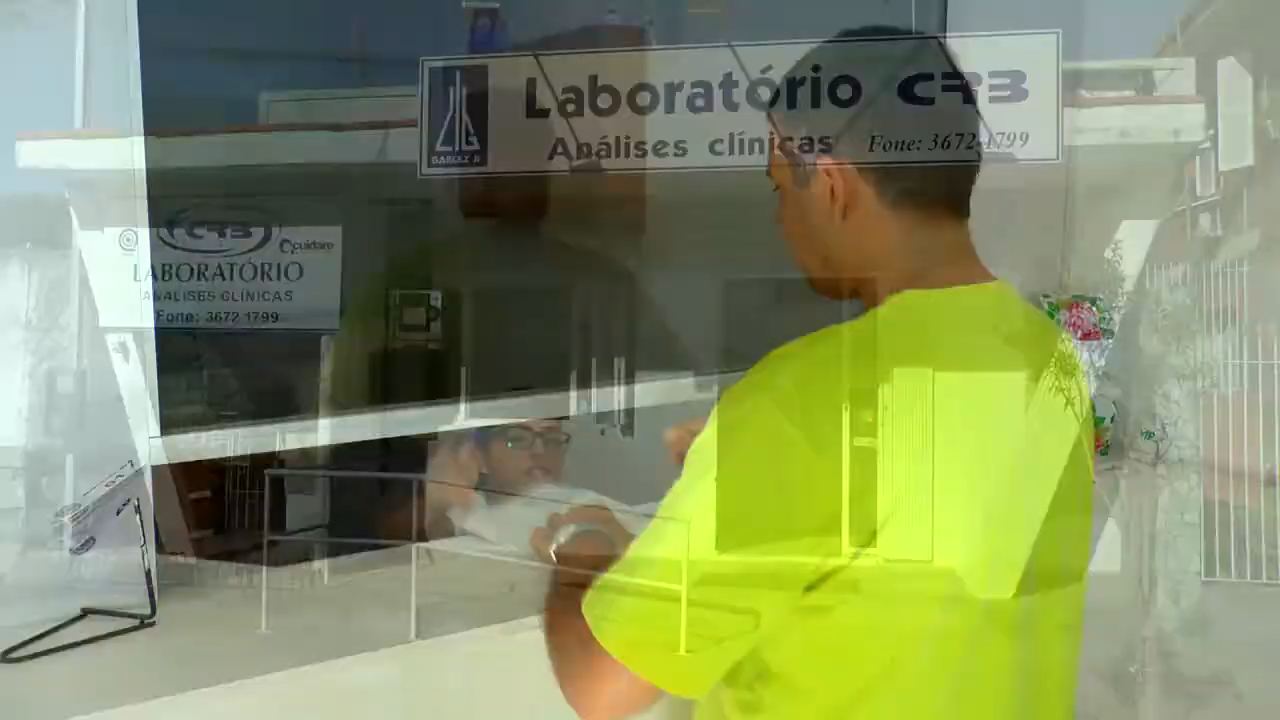 Laboratório CRB
Análises clínicas Fone: 3672-1799
CRB
@cuidare
LABORATÓRIO
ANÁLISES CLÍNICAS
Fone: 3672 1799